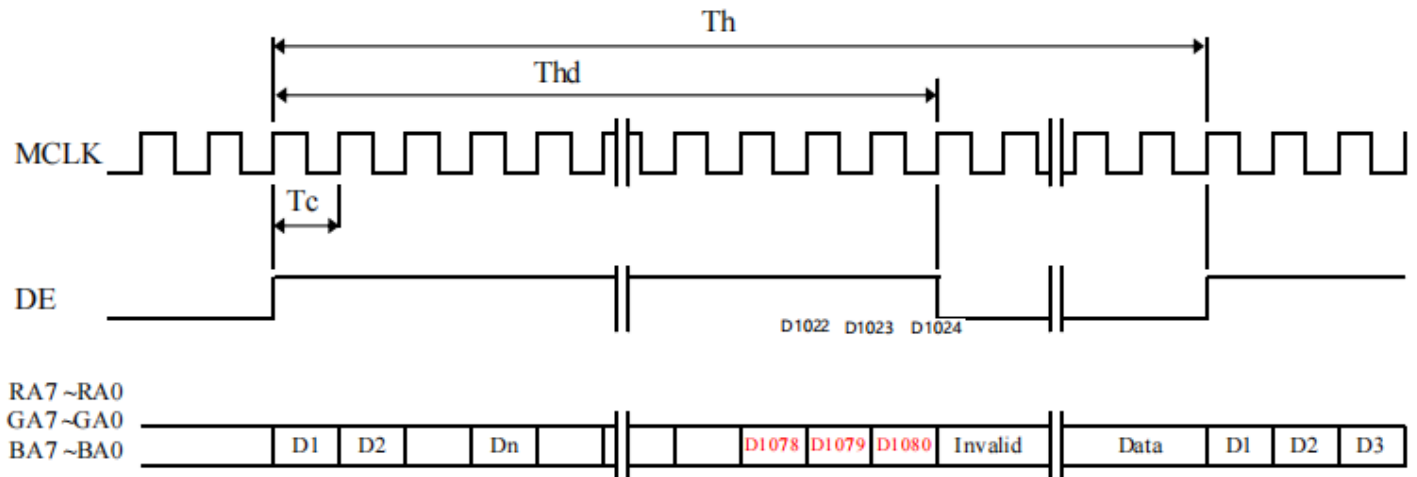 Th
Thd
MCLK
Tc
DE
D1022 D1023 D1024
RA7~RA0
GA7~GA0
BA7~BA0 D1 D2 Dn D1078 D1079 D1080 Invalid Data D1 D2 D3